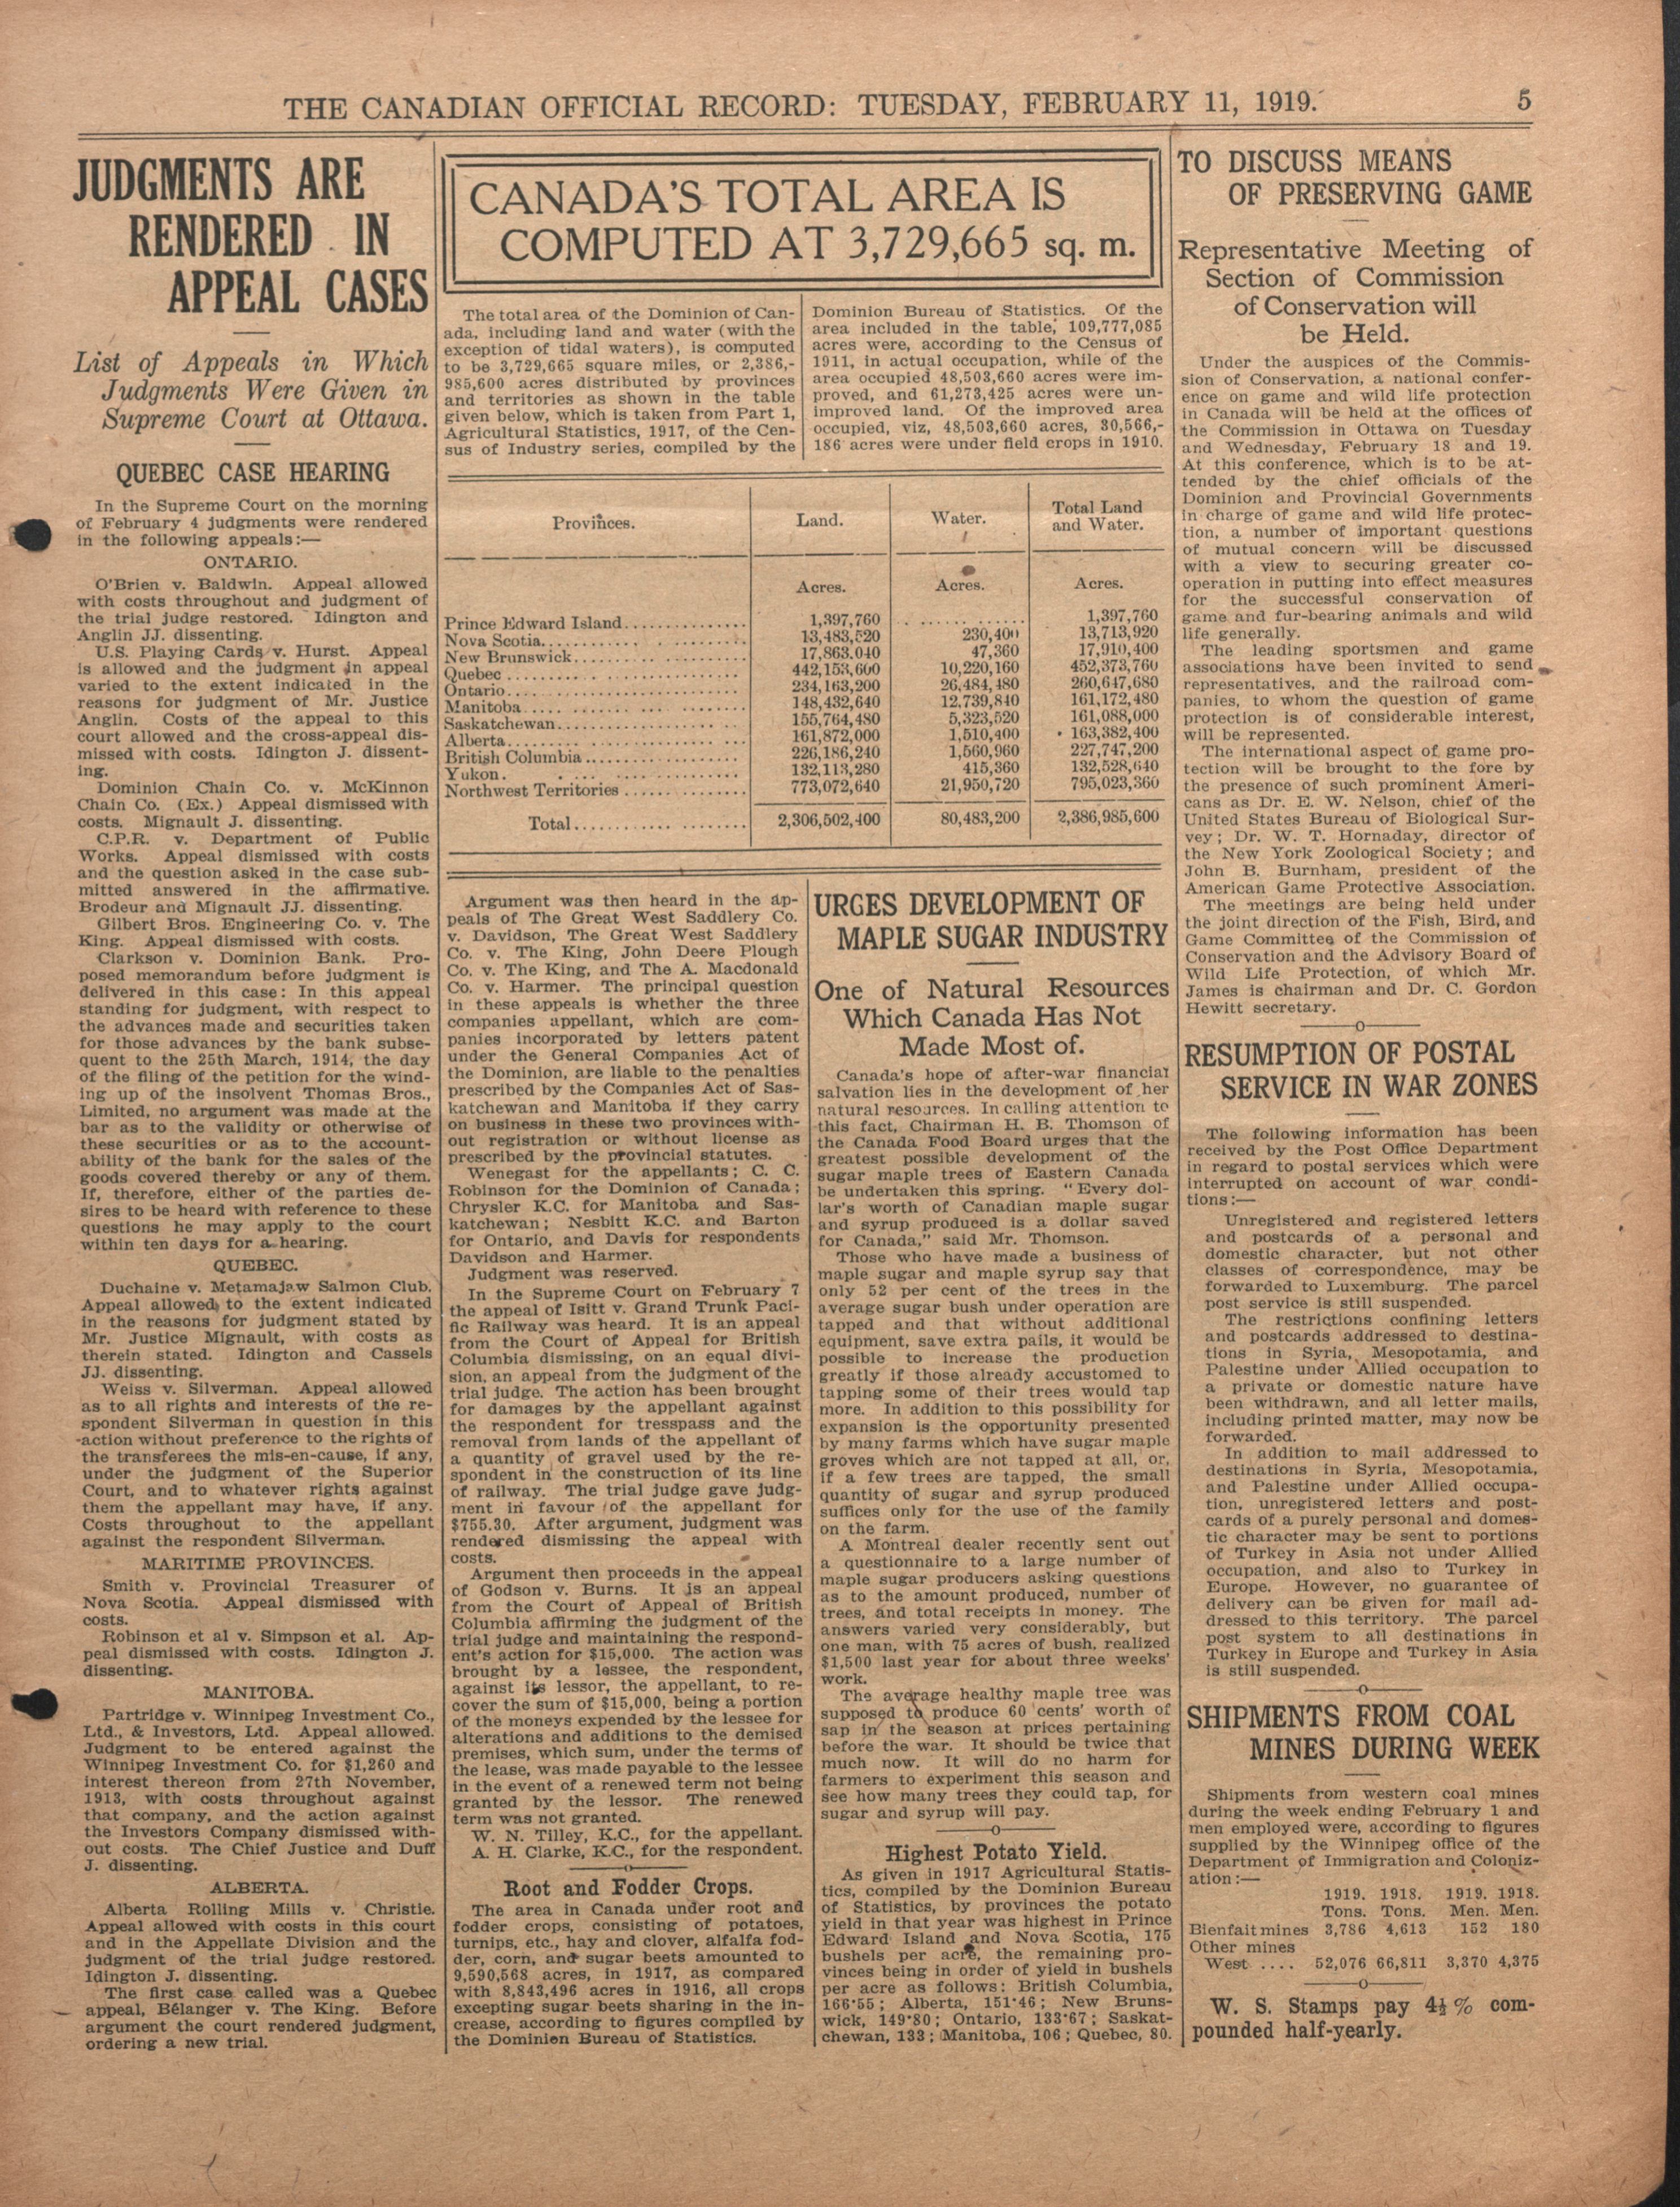 THE CANADIAN OFFICIAL RECORD: TUESDAY, FEBRUARY 11, 1919.
5
JUDGMENTS ARE
RENDERED IN
APPEAL CASES
List of Appeals in Which
Judgments Were Given in
Supreme Court at Ottawa.
QUEBEC CASE HEARING
In the Supreme Court on the morning
of February 4 judgments were rendered
in the following appeals:—
ONTARIO.
O'Brien v. Baldwin. Appeal allowed
with costs throughout and judgment of
the trial judge restored. Idington and
Anglin JJ. dissenting.
U.S. Playing Cards v. Hurst. Appeal
is allowed and the judgment in appeal
varied to the extent indicated in the
reasons for judgment of Mr. Justice
Anglin. Costs of the appeal to this
court allowed and the cross-appeal dis-
missed with costs. Idington J. dissent-
ing.
Dominion Chain Co. v. McKinnon
Chain Co. (Ex.) Appeal dismissed with
costs. Mignault J. dissenting.
C.P.R. v. Department of Public
Works. Appeal dismissed with costs
and the question asked in the case sub-
mitted answered in the affirmative.
Brodeur and Mignault JJ. dissenting.
Gilbert Bros. Engineering Co. v. The
King. Appeal dismissed with costs.
Clarkson v. Dominion Bank. Pro-
posed memorandum before judgment is
delivered in this case: In this appeal
standing for judgment, with respect to
the advances made and securities taken
for those advances by the bank subse-
quent to the 25th March, 1914, the day
of the filing of the petition for the wind-
ing up of the insolvent Thomas Bros.,
Limited, no argument was made at the
bar as to the validity or otherwise of
these securities or as to the account-
ability of the bank for the sales of the
goods covered thereby or any of them.
If, therefore, either of the parties de-
sires to be heard with reference to these
questions he may apply to the court
within ten days for a hearing.
QUEBEC.
Duchaine v. Metamajaw Salmon Club.
Appeal allowed, to the extent indicated
in the reasons for judgment stated by
Mr. Justice Mignault, with costs as
therein stated. Idington and Cassels
JJ. dissenting.
Weiss v. Silverman. Appeal allowed
as to all rights and interests of the re-
spondent Silverman in question in this
action without preference to the rights of
the transferees the mis-en-cause, if any,
under the judgment of the Superior
Court, and to whatever rights against
them the appellant may have, if any.
Costs throughout to the appellant
against the respondent Silverman.
MARITIME PROVINCES.
Smith v. Provincial Treasurer of
Nova Scotia. Appeal dismissed with
costs.
Robinson et al v. Simpson et al. Ap-
peal dismissed with costs. Idington J.
dissenting.
MANITOBA.
Partridge v. Winnipeg Investment Co.,
Ltd., & Investors, Ltd. Appeal allowed.
Judgment to be entered against the
Winnipeg Investment Co. for $1,260 and
interest thereon from 27th November,
1913, with costs throughout against
that company, and the action against
the Investors Company dismissed with-
out costs. The Chief Justice and Duff
J. dissenting.
ALBERTA.
Alberta Rolling Mills v. Christie.
Appeal allowed with costs in this court
and in the Appellate Division and the
judgment of the trial judge restored.
Idington J. dissenting.
The first case called was a Quebec
appeal, Bélanger v. The King. Before
argument the court rendered judgment,
ordering a new trial.
CANADA'S TOTAL AREA IS
COMPUTED AT 3,729,665 sq. m.
The total area of the Dominion of Can-
ada, including land and water (with the
exception of tidal waters), is computed
to be 3,729,665 square miles, or 2,386,-
985,600 acres distributed by provinces
and territories as shown in the table
given below, which is taken from Part 1,
Agricultural Statistics, 1917, of the Cen-
sus of Industry series, compiled by the
Dominion Bureau of Statistics. Of the
area included in the table, 109,777,085
acres were, according to the Census of
1911, in actual occupation, while of the
area occupied 48,503,660 acres were im-
proved, and 61,273,425 acres were un-
improved land. Of the improved area
occupied, viz, 48,503,660 acres, 30,566,-
186 acres were under field crops in 1910.
Provinces. Land. Water. Total Land and Water.
Acres. Acres. Acres.
Prince Edward Island 1,397,760 ........ 1,397,760
Nova Scotia 13,483,520 230,400 13,713,920
New Brunswick 17,863,040 47,360 17,910,400
Quebec 442,153,600 10,220,160 452,373,760
Ontario 234,163,200 26,484,480 260,647,680
Manitoba 148,432,640 12,739,840 161,172,480
Saskatchewan 155,764,480 5,323,520 161,088,000
Alberta 161,872,000 1,510,400 163,382,400
British Columbia 226,186,240 1,560,960 227,747,200
Yukon 132,113,280 415,360 132,528,640
Northwest Territories 773,072,640 21,950,720 795,023,360
Total 2,306,502,400 80,483,200 2,386,985,600
Argument was then heard in the ap-
peals of The Great West Saddlery Co.
v. Davidson, The Great West Saddlery
Co. v. The King, John Deere Plough
Co. v. The King, and The A. Macdonald
Co. v. Harmer. The principal question
in these appeals is whether the three
companies appellant, which are com-
panies incorporated by letters patent
under the General Companies Act of
the Dominion, are liable to the penalties
prescribed by the Companies Act of Sas-
katchewan and Manitoba if they carry
on business in these two provinces with-
out registration or without license as
prescribed by the provincial statutes.
Wenegast for the appellants; C. C.
Robinson for the Dominion of Canada;
Chrysler K.C. for Manitoba and Sas-
katchewan; Nesbitt K.C. and Barton
for Ontario, and Davis for respondents
Davidson and Harmer.
Judgment was reserved.
In the Supreme Court on February 7
the appeal of Isitt v. Grand Trunk Paci-
fic Railway was heard. It is an appeal
from the Court of Appeal for British
Columbia dismissing, on an equal divi-
sion, an appeal from the judgment of the
trial judge. The action has been brought
for damages by the appellant against
the respondent for tresspass and the
removal from lands of the appellant of
a quantity of gravel used by the re-
spondent in the construction of its line
of railway. The trial judge gave judg-
ment in favour of the appellant for
$755.30. After argument, judgment was
rendered dismissing the appeal with
costs.
Argument then proceeds in the appeal
of Godson v. Burns. It is an appeal
from the Court of Appeal of British
Columbia affirming the judgment of the
trial judge and maintaining the respond-
ent's action for $15,000. The action was
brought by a lessee, the respondent,
against its lessor, the appellant, to re-
cover the sum of $15,000, being a portion
of the moneys expended by the lessee for
alterations and additions to the demised
premises, which sum, under the terms of
the lease, was made payable to the lessee
in the event of a renewed term not being
granted by the lessor. The renewed
term was not granted.
W. N. Tilley, K.C., for the appellant.
A. H. Clarke, K.C., for the respondent.
Root and Fodder Crops.
The area in Canada under root and
fodder crops, consisting of potatoes,
turnips, etc., hay and clover, alfalfa fod-
der, corn, and sugar beets amounted to
9,590,568 acres, in 1917, as compared
with 8,843,496 acres in 1916, all crops
excepting sugar beets sharing in the in-
crease, according to figures compiled by
the Dominion Bureau of Statistics.
URGES DEVELOPMENT OF
MAPLE SUGAR INDUSTRY
One of Natural Resources
Which Canada Has Not
Made Most of.
Canada's hope of after-war financial
salvation lies in the development of her
natural resources. In calling attention to
this fact, Chairman H. B. Thomson of
the Canada Food Board urges that the
greatest possible development of the
sugar maple trees of Eastern Canada
be undertaken this spring. "Every dol-
lar's worth of Canadian maple sugar
and syrup produced is a dollar saved
for Canada," said Mr. Thomson.
Those who have made a business of
maple sugar and maple syrup say that
only 52 per cent of the trees in the
average sugar bush under operation are
tapped and that without additional
equipment, save extra pails, it would be
possible to increase the production
greatly if those already accustomed to
tapping some of their trees would tap
more. In addition to this possibility for
expansion is the opportunity presented
by many farms which have sugar maple
groves which are not tapped at all, or,
if a few trees are tapped, the small
quantity of sugar and syrup produced
suffices only for the use of the family
on the farm.
A Montreal dealer recently sent out
a questionnaire to a large number of
maple sugar producers asking questions
as to the amount produced, number of
trees, and total receipts in money. The
answers varied very considerably, but
one man, with 75 acres of bush, realized
$1,500 last year for about three weeks'
work.
The average healthy maple tree was
supposed to produce 60 cents' worth of
sap in the season at prices pertaining
before the war. It should be twice that
much now. It will do no harm for
farmers to experiment this season and
see how many trees they could tap, for
sugar and syrup will pay.
Highest Potato Yield.
As given in 1917 Agricultural Statis-
tics, compiled by the Dominion Bureau
of Statistics, by provinces the potato
yield in that year was highest in Prince
Edward Island and Nova Scotia, 175
bushels per acre, the remaining pro-
vinces being in order of yield in bushels
per acre as follows: British Columbia,
166·55; Alberta, 151·46; New Bruns-
wick, 149·80; Ontario, 133·67; Saskat-
chewan, 133; Manitoba, 106; Quebec, 80.
TO DISCUSS MEANS
OF PRESERVING GAME
Representative Meeting of
Section of Commission
of Conservation will
be Held.
Under the auspices of the Commis-
sion of Conservation, a national confer-
ence on game and wild life protection
in Canada will be held at the offices of
the Commission in Ottawa on Tuesday
and Wednesday, February 18 and 19.
At this conference, which is to be at-
tended by the chief officials of the
Dominion and Provincial Governments
in charge of game and wild life protec-
tion, a number of important questions
of mutual concern will be discussed
with a view to securing greater co-
operation in putting into effect measures
for the successful conservation of
game and fur-bearing animals and wild
life generally.
The leading sportsmen and game
associations have been invited to send
representatives, and the railroad com-
panies, to whom the question of game
protection is of considerable interest,
will be represented.
The international aspect of game pro-
tection will be brought to the fore by
the presence of such prominent Ameri-
cans as Dr. E. W. Nelson, chief of the
United States Bureau of Biological Sur-
vey; Dr. W. T. Hornaday, director of
the New York Zoological Society; and
John B. Burnham, president of the
American Game Protective Association.
The meetings are being held under
the joint direction of the Fish, Bird, and
Game Committee of the Commission of
Conservation and the Advisory Board of
Wild Life Protection, of which Mr.
James is chairman and Dr. C. Gordon
Hewitt secretary.
RESUMPTION OF POSTAL
SERVICE IN WAR ZONES
The following information has been
received by the Post Office Department
in regard to postal services which were
interrupted on account of war condi-
tions:—
Unregistered and registered letters
and postcards of a personal and
domestic character, but not other
classes of correspondence, may be
forwarded to Luxemburg. The parcel
post service is still suspended.
The restrictions confining letters
and postcards addressed to destina-
tions in Syria, Mesopotamia, and
Palestine under Allied occupation to
a private or domestic nature have
been withdrawn, and all letter mails,
including printed matter, may now be
forwarded.
In addition to mail addressed to
destinations in Syria, Mesopotamia,
and Palestine under Allied occupa-
tion, unregistered letters and post-
cards of a purely personal and domes-
tic character may be sent to portions
of Turkey in Asia not under Allied
occupation, and also to Turkey in
Europe. However, no guarantee of
delivery can be given for mail ad-
dressed to this territory. The parcel
post system to all destinations in
Turkey in Europe and Turkey in Asia
is still suspended.
SHIPMENTS FROM COAL
MINES DURING WEEK
Shipments from western coal mines
during the week ending February 1 and
men employed were, according to figures
supplied by the Winnipeg office of the
Department of Immigration and Coloniz-
ation:—
1919. 1918. 1919. 1918.
Tons. Tons. Men. Men.
Bienfait mines 3,786 4,613 152 180
Other mines
West .... 52,076 66,811 3,370 4,375
W. S. Stamps pay 4½% com-
pounded half-yearly.